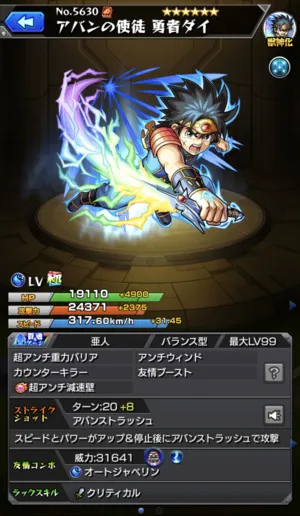 No.5630 ★★★★★★
アバンの使徒 勇者ダイ
獣神化
LV 極
HP 19110 +4900
攻撃力 24371 +2375
スピード 317.60km/h +31.45
亜人 バランス型 最大LV99
超アンチ重力バリア アンチウィンド
カウンターキラー 友情ブースト
?
超アンチ減速壁
ストライクショット ターン:20 +8
アバンストラッシュ
スピードとパワーがアップ&停止後にアバンストラッシュで攻撃
友情コンボ 威力:31641
オートジャベリン
ラックスキル クリティカル